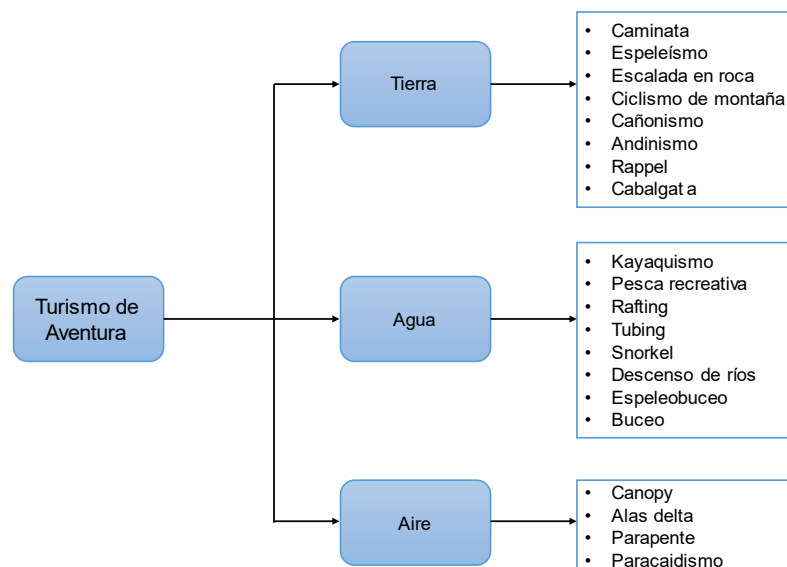 Turismo de
Aventura
Tierra
• Caminata
• Espeleísmo
• Escalada en roca
• Ciclismo de montaña
• Cañonismo
• Andinismo
• Rappel
• Cabalgata
Agua
• Kayaquismo
• Pesca recreativa
• Rafting
• Tubing
• Snorkel
• Descenso de ríos
• Espeleobuceo
• Buceo
Aire
• Canopy
• Alas delta
• Parapente
• Paracaidismo